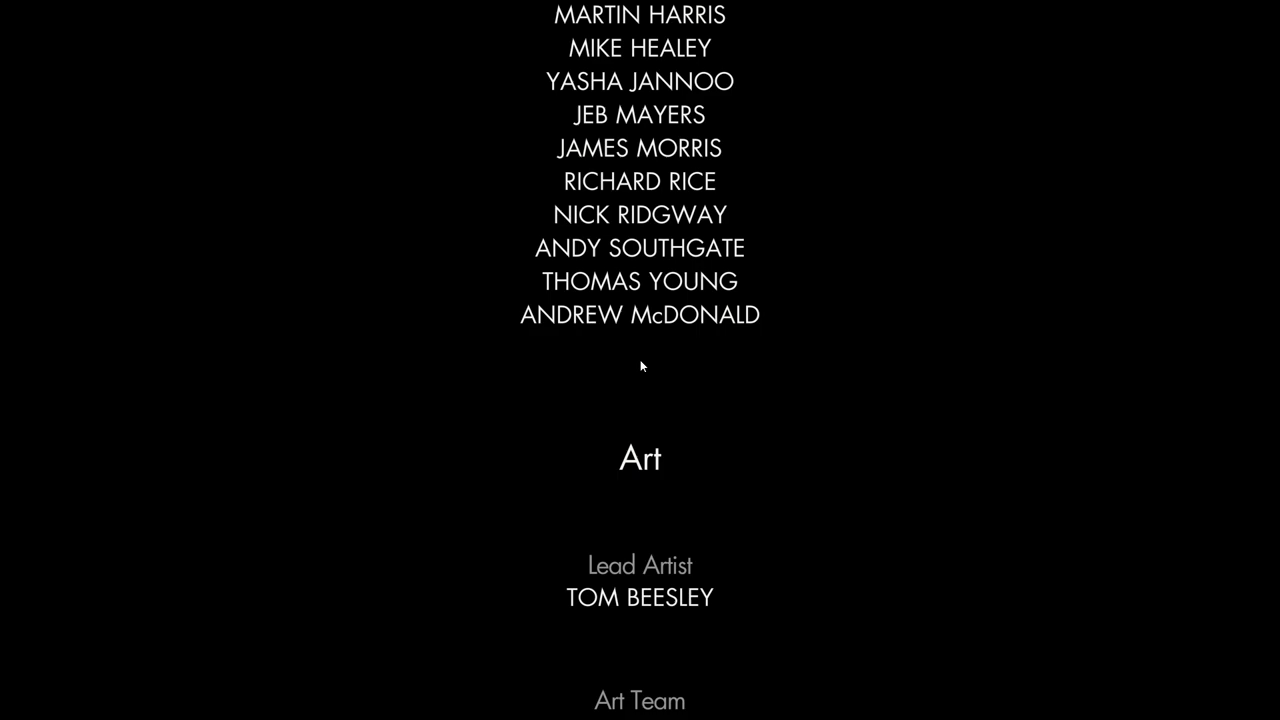 MARTIN HARRIS
MIKE HEALEY
YASHA JANNOO
JEB MAYERS
JAMES MORRIS
RICHARD RICE
NICK RIDGWAY
ANDY SOUTHGATE
THOMAS YOUNG
ANDREW McDONALD
Art
Lead Artist
TOM BEESLEY
Art Team